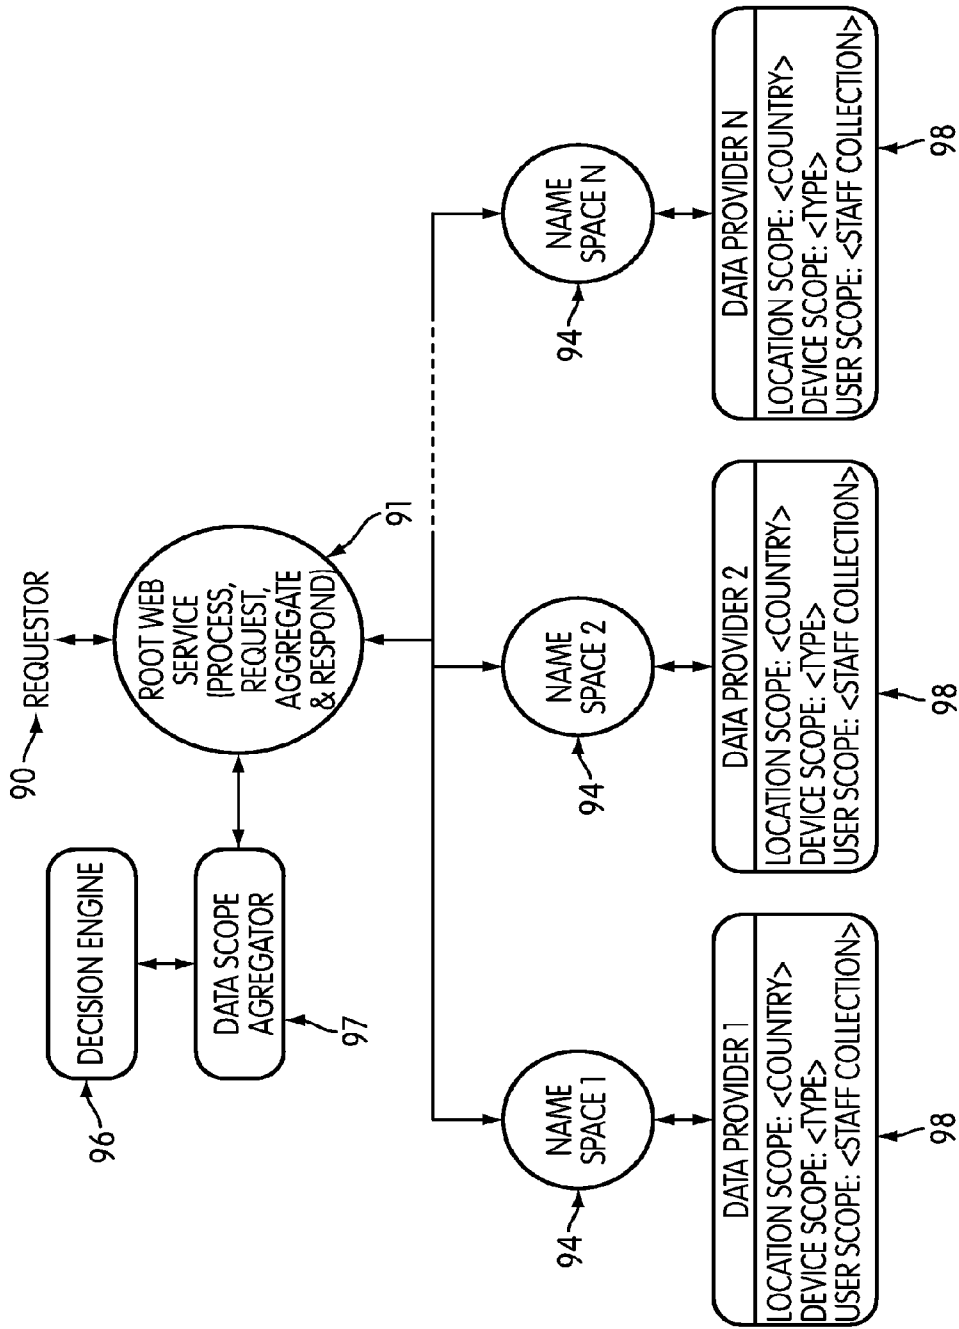 90
REQUESTOR
DECISION ENGINE
96
DATA SCOPE
AGREGATOR
97
ROOT WEB
SERVICE
(PROCESS,
REQUEST,
AGGREGATE
& RESPOND)
91
NAME
SPACE 1
94
NAME
SPACE 2
94
NAME
SPACE N
94
DATA PROVIDER 1
LOCATION SCOPE: <COUNTRY>
DEVICE SCOPE: <TYPE>
USER SCOPE: <STAFF COLLECTION>
98
DATA PROVIDER 2
LOCATION SCOPE: <COUNTRY>
DEVICE SCOPE: <TYPE>
USER SCOPE: <STAFF COLLECTION>
98
DATA PROVIDER N
LOCATION SCOPE: <COUNTRY>
DEVICE SCOPE: <TYPE>
USER SCOPE: <STAFF COLLECTION>
98